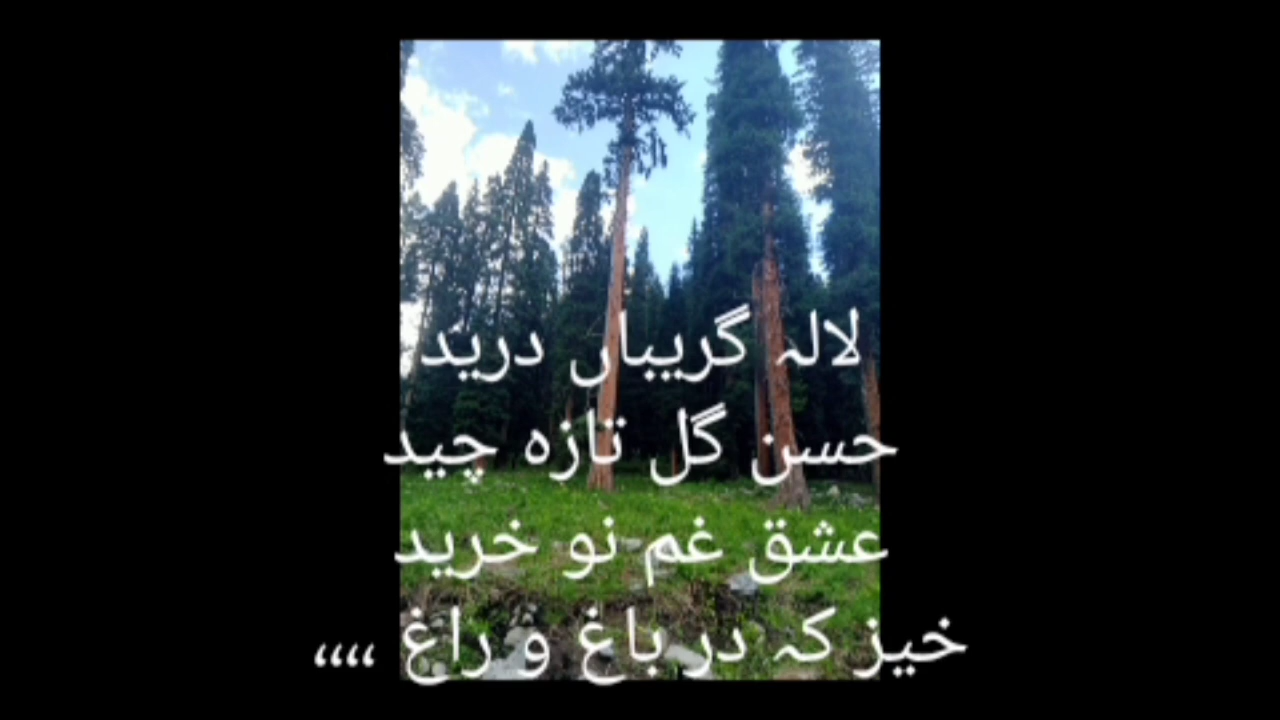 لالہ گریباں درید
حسن گل تازہ چید
عشق غم نو خرید
خیز کہ در باغ و راغ ،،،،